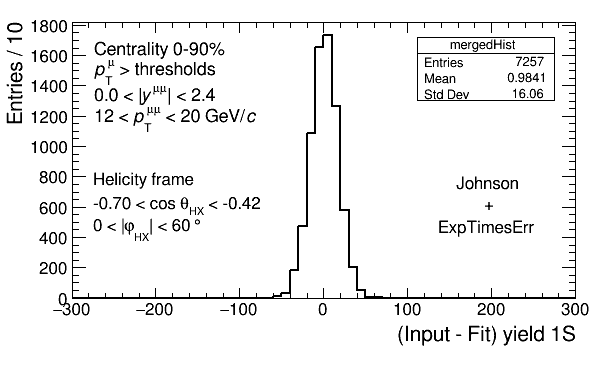 Entries / 10
1800
1600
1400
1200
1000
800
600
400
200
0
−300
−200
−100
0
100
200
300
(Input - Fit) yield 1S
Centrality 0-90%
p_T^μ > thresholds
0.0 < |y^μμ| < 2.4
12 < p_T^μμ < 20 GeV/c
Helicity frame
-0.70 < cos θ_HX < -0.42
0 < |φ_HX| < 60 °
mergedHist
Entries 7257
Mean 0.9841
Std Dev 16.06
Johnson
+
ExpTimesErr